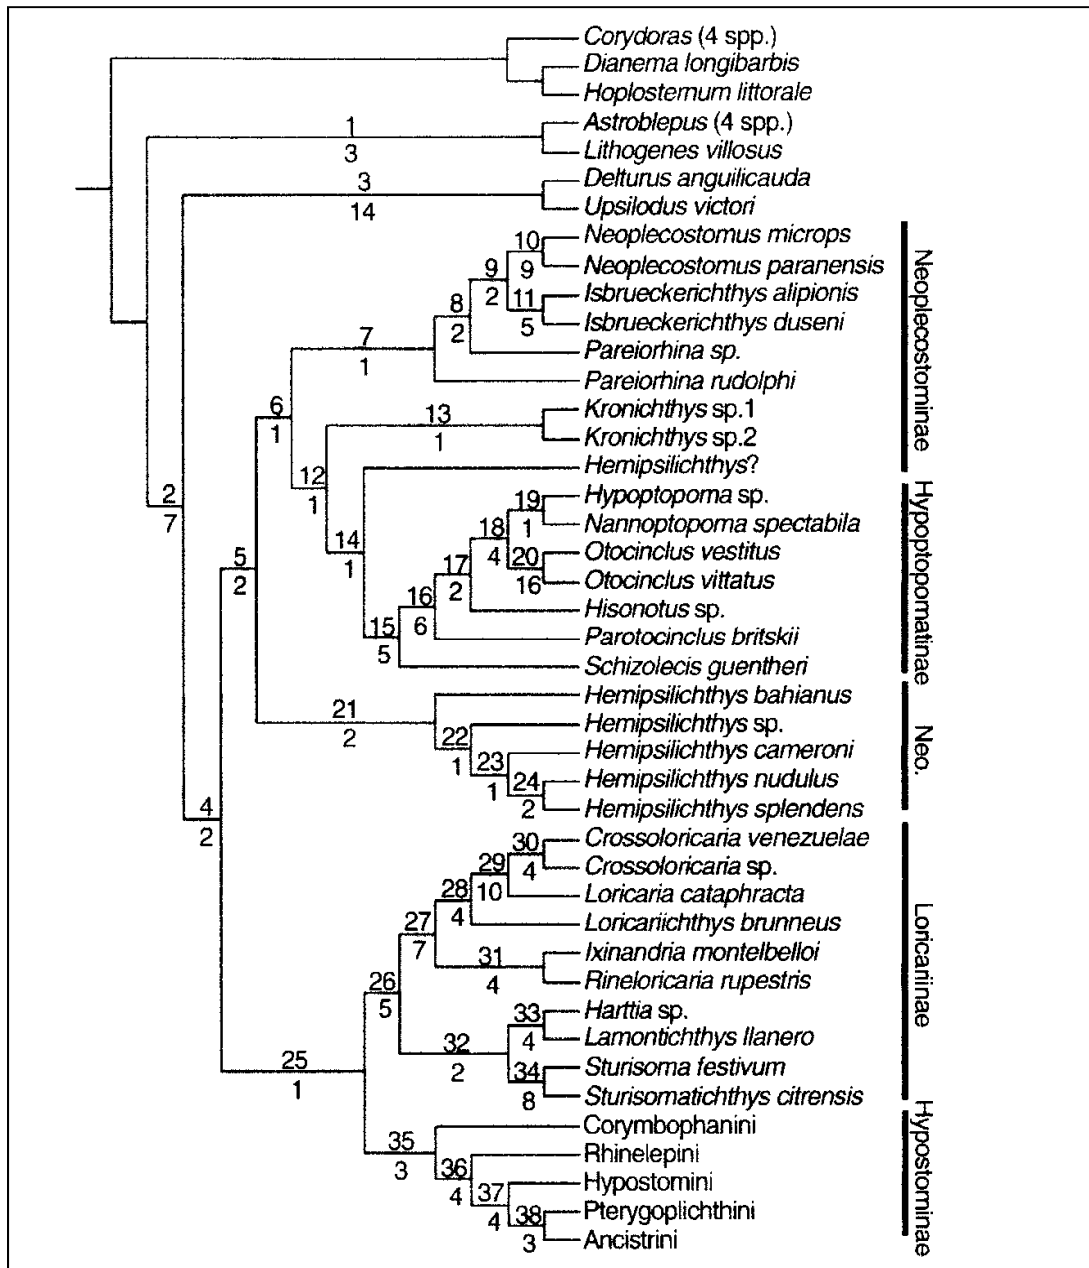 Corydoras (4 spp.)
Dianema longibarbis
Hoplosternum littorale
1
Astroblepus (4 spp.)
3
Lithogenes villosus
3
Delturus anguilicauda
14
Upsilodus victori
10
Neoplecostomus microps
9
9
Neoplecostomus paranensis
2
11
Isbrueckerichthys alipionis
8
5
Isbrueckerichthys duseni
2
7
Pareiorhina sp.
1
Pareiorhina rudolphi
6
13
Kronichthys sp.1
1
1
Kronichthys sp.2
12
Hemipsilichthys?
1
2
7
19
Hypoptopoma sp.
18
1
Nannoptopoma spectabila
14
4
20
Otocinclus vestitus
5
1
17
16
Otocinclus vittatus
2
16
2
Hisonotus sp.
15
6
Parotocinclus britskii
5
Schizolecis guentheri
21
Hemipsilichthys bahianus
2
22
Hemipsilichthys sp.
1
23
Hemipsilichthys cameroni
1
24
Hemipsilichthys nudulus
4
2
Hemipsilichthys splendens
2
30
Crossoloricaria venezuelae
29
4
Crossoloricaria sp.
28
10
Loricaria cataphracta
27
4
Loricariichthys brunneus
7
31
Ixinandria montelbelloi
26
4
Rineloricaria rupestris
5
33
Harttia sp.
32
4
Lamontichthys llanero
25
2
34
Sturisoma festivum
1
8
Sturisomatichthys citrensis
Corymbophanini
35
Rhinelepini
3
36
Hypostomini
4
37
Pterygoplichthini
4
38
Ancistrini
3
Neoplecostominae
Hypoptopomatinae
Neo.
Loricariinae
Hypostominae